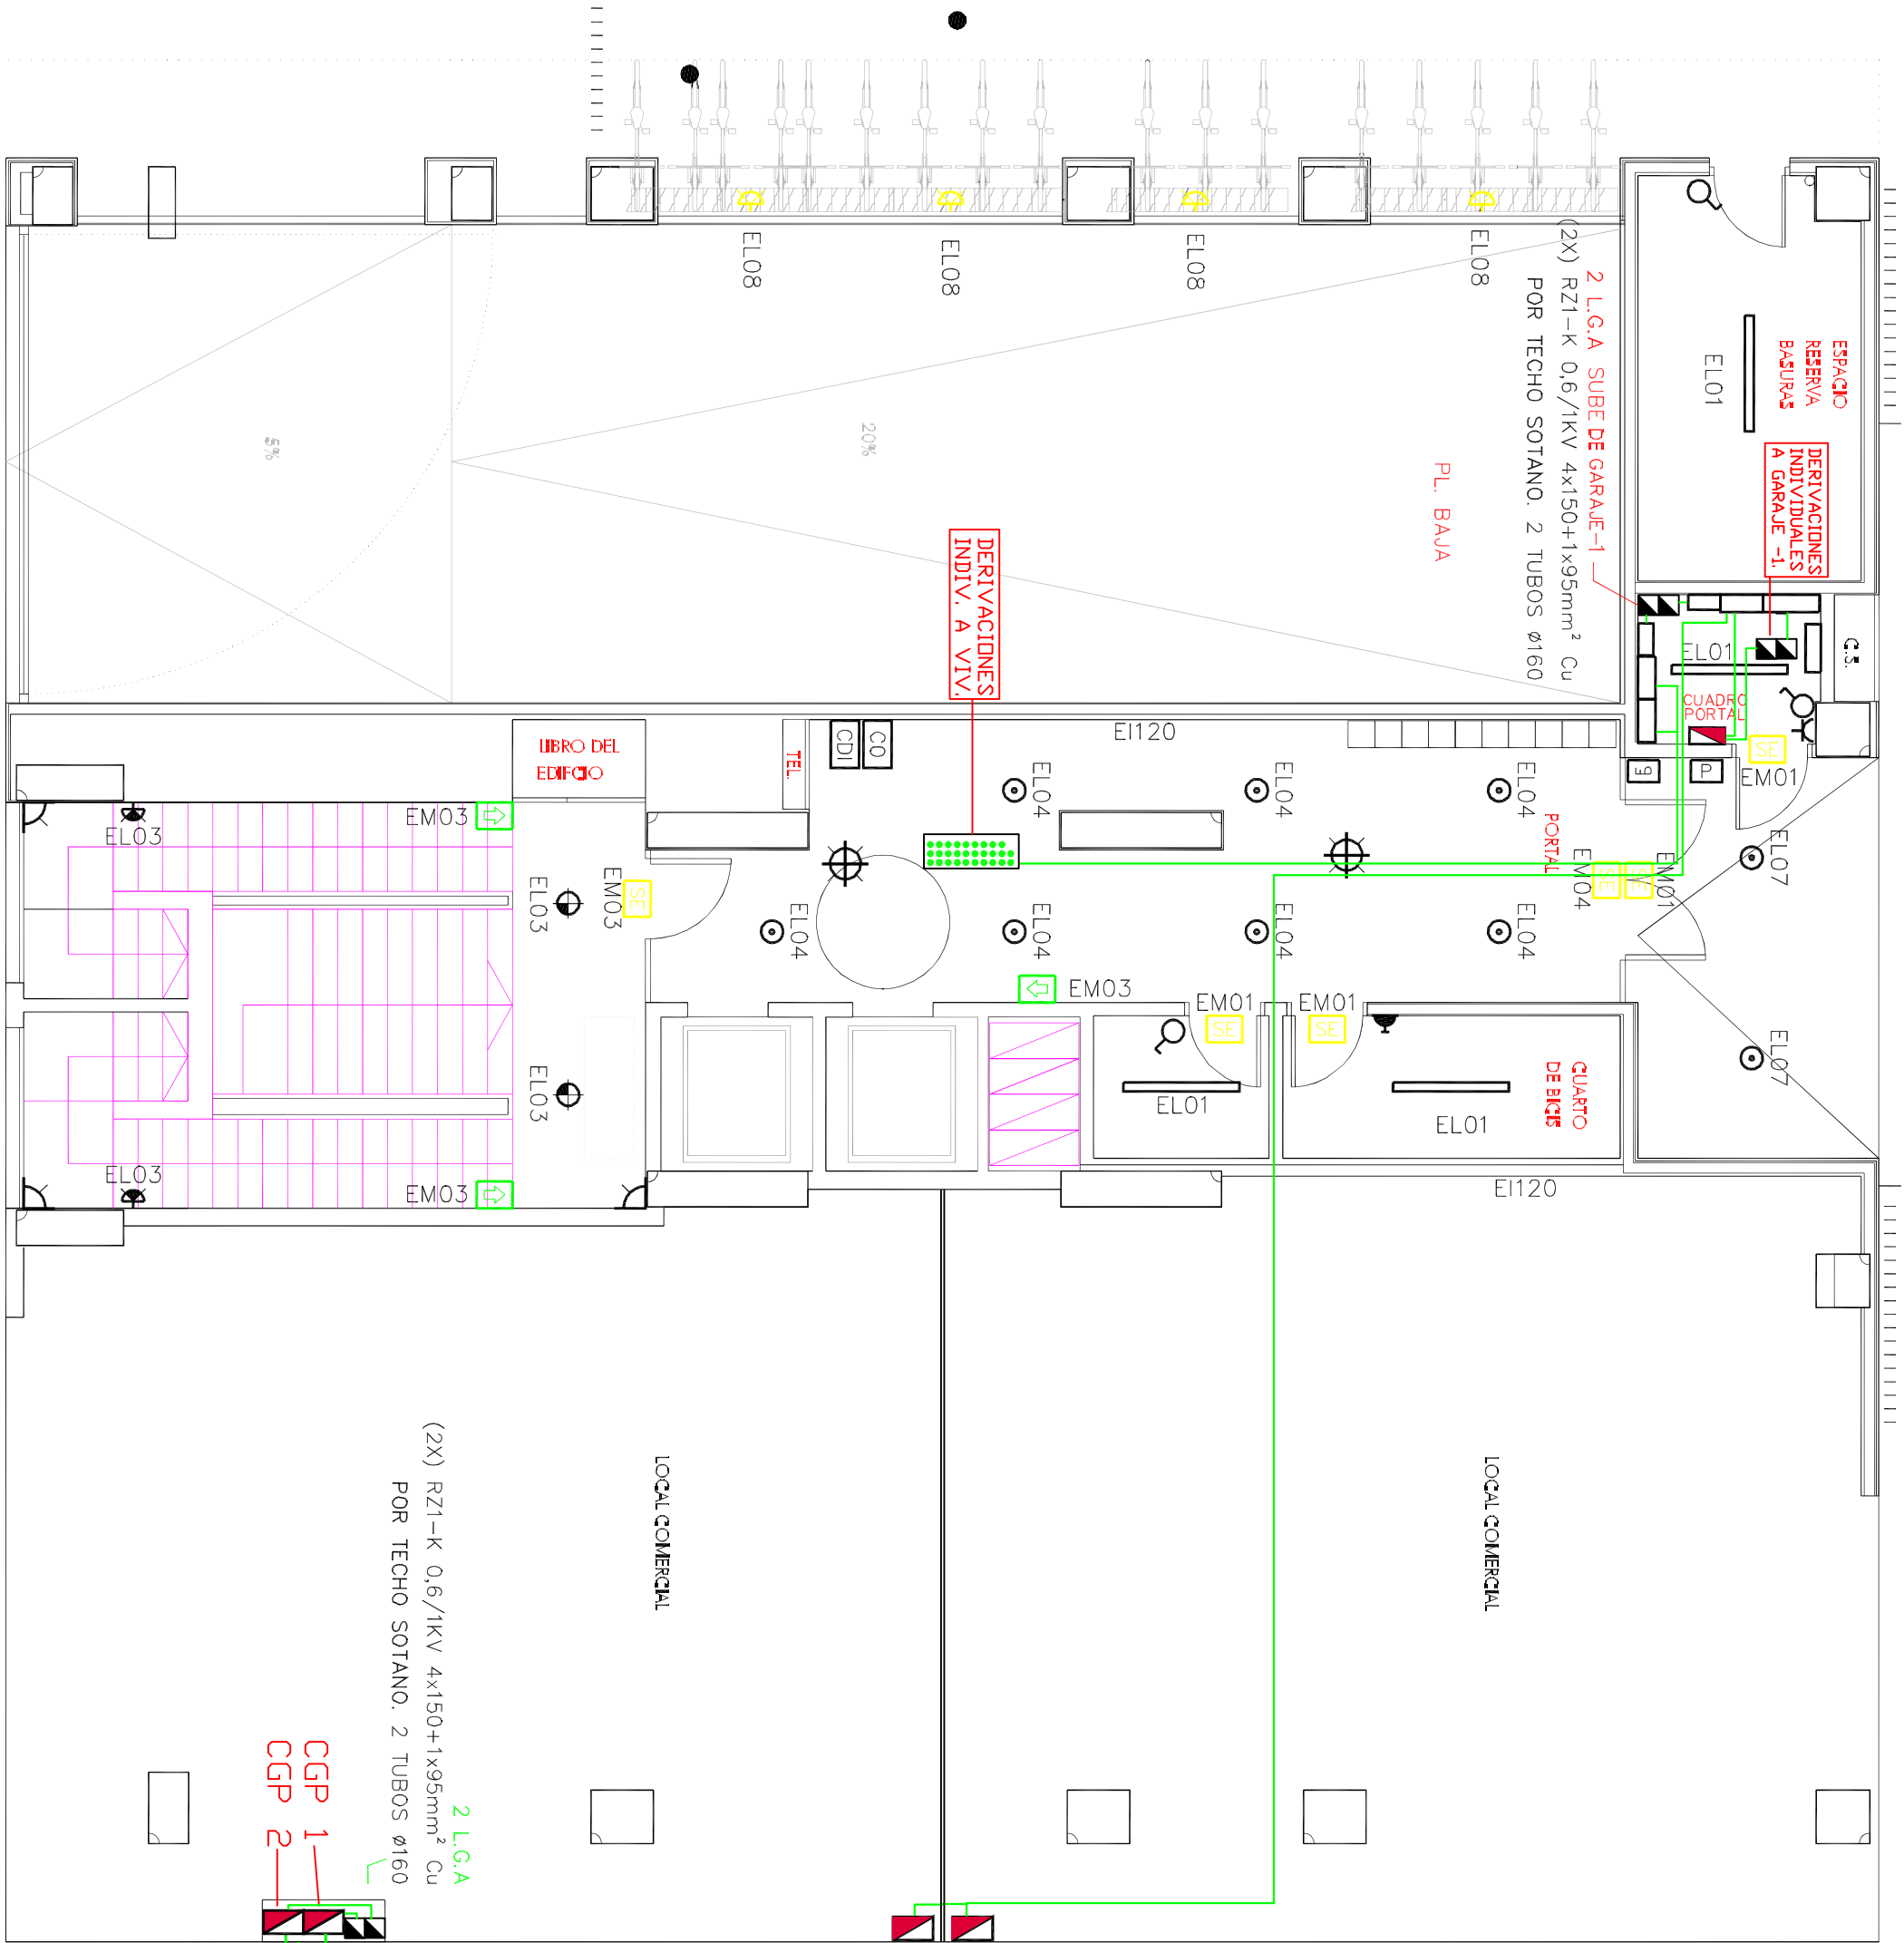 EL08
EL08
EL08
EL08
2 L.G.A SUBE DE GARAJE-1
(2X) RZ1-K 0,6/1KV 4x150+1x95mm² Cu
POR TECHO SOTANO. 2 TUBOS Ø160
PL. BAJA
20%
5%
ESPACIO
RESERVA
BASURAS
EL01
DERIVACIONES
INDIVIDUALES
A GARAJE -1.
DERIVACIONES
INDIV. A VIV.
EL01
CUADRO
PORTAL
SE
EM01
P
LIBRO DEL
EDIFCIO
TEL.
CDI
CO
EI120
EL04
EL04
EL04
PORTAL
EM04
SE
SE
EM01
EL07
EL07
EM03
EL03
EL03
EM03
SE
EL04
EL04
EL04
EL04
EM03
EM01
SE
EM01
SE
EL01
EL01
CUARTO
DE BICIS
EL03
EL03
EM03
EI120
LOCAL COMERCIAL
LOCAL COMERCIAL
2 L.G.A
(2X) RZ1-K 0,6/1KV 4x150+1x95mm² Cu
POR TECHO SOTANO. 2 TUBOS Ø160
CGP 1
CGP 2